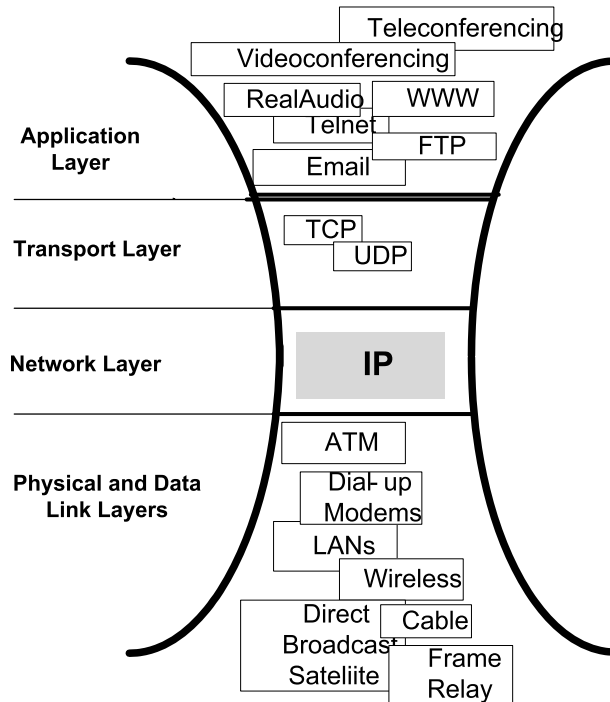 Teleconferencing
Videoconferencing
RealAudio
WWW
Telnet
FTP
Email
Application
Layer
TCP
UDP
Transport Layer
IP
Network Layer
ATM
Dial-up
Modems
LANs
Wireless
Physical and Data
Link Layers
Direct
Broadcast
Sateliite
Cable
Frame
Relay